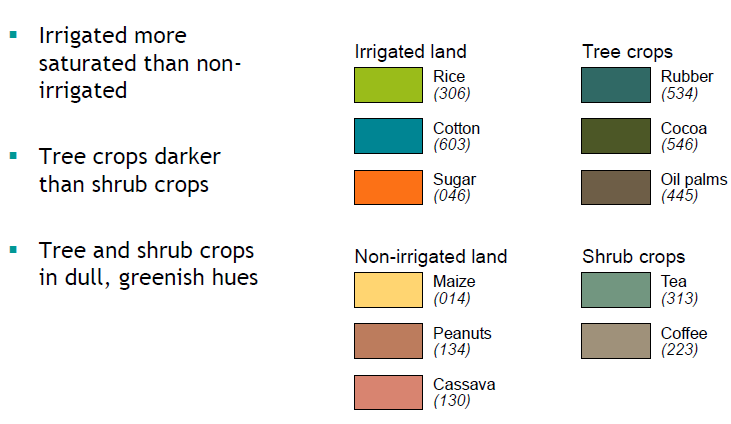 ▪ Irrigated more
saturated than non-
irrigated
▪ Tree crops darker
than shrub crops
▪ Tree and shrub crops
in dull, greenish hues
Irrigated land
Rice
(306)
Cotton
(603)
Sugar
(046)
Tree crops
Rubber
(534)
Cocoa
(546)
Oil palms
(445)
Non-irrigated land
Maize
(014)
Peanuts
(134)
Cassava
(130)
Shrub crops
Tea
(313)
Coffee
(223)